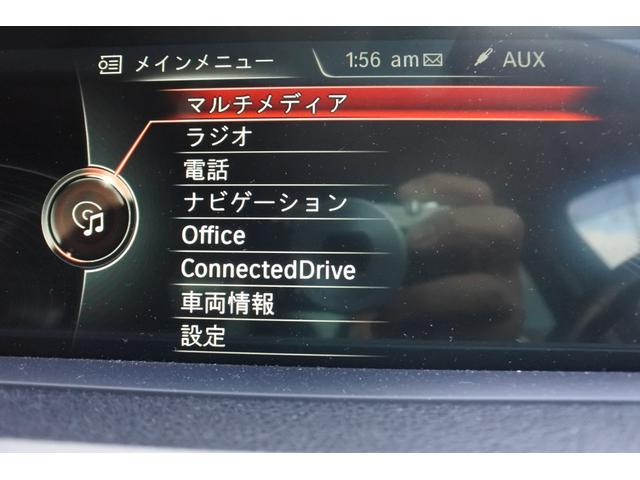 メインメニュー 1:56 am AUX
マルチメディア
ラジオ
電話
ナビゲーション
Office
ConnectedDrive
車両情報
設定